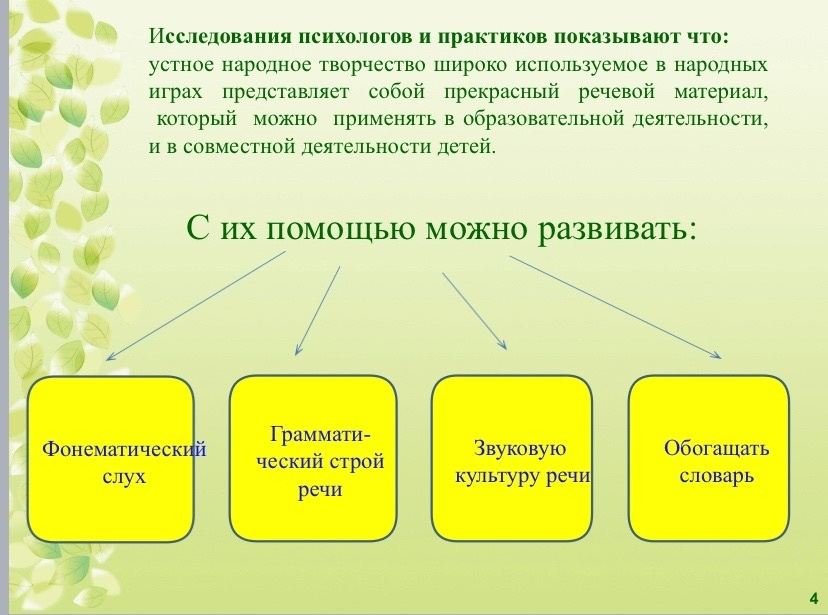 Исследования психологов и практиков показывают что:
устное народное творчество широко используемое в народных
играх представляет собой прекрасный речевой материал,
который можно применять в образовательной деятельности,
и в совместной деятельности детей.
С их помощью можно развивать:
Фонематический
слух
Граммати-
ческий строй
речи
Звуковую
культуру речи
Обогащать
словарь
4